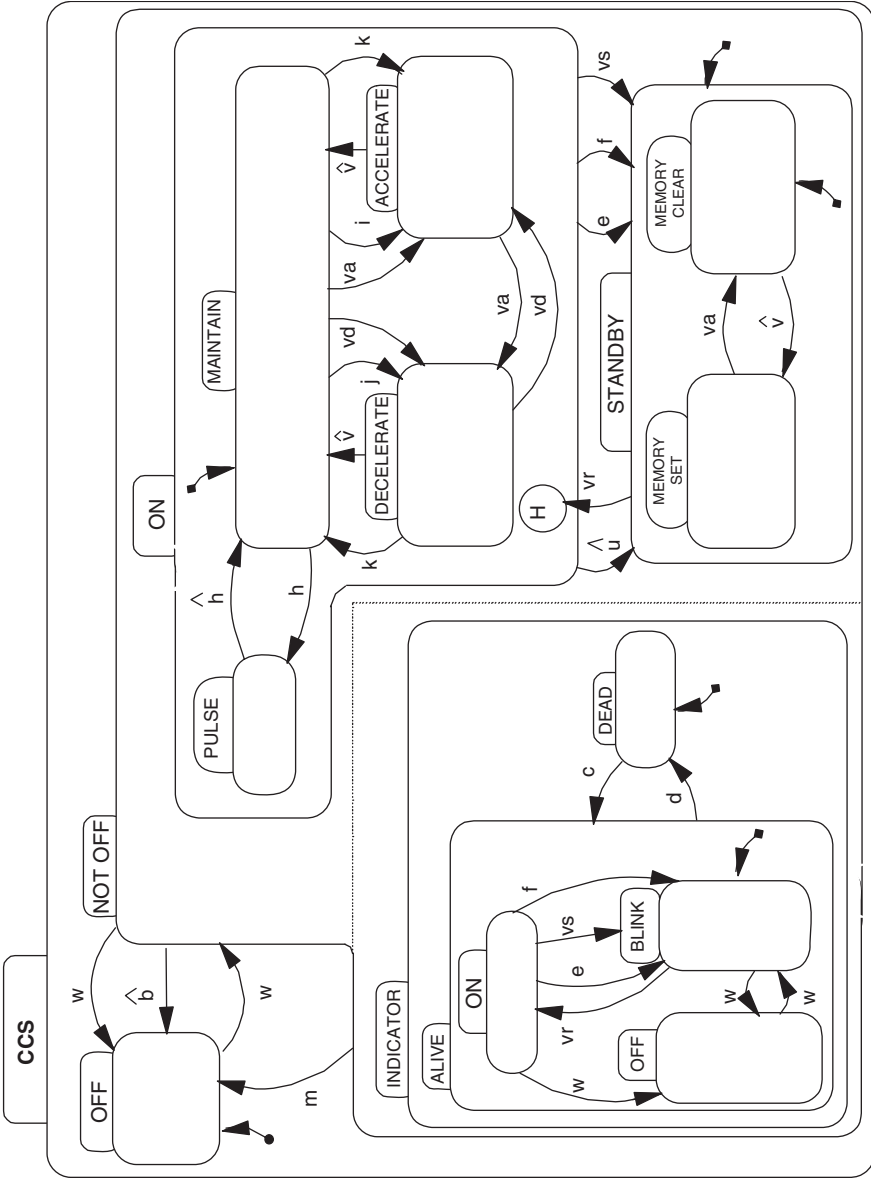 CCS
OFF
w
NOT OFF
b̂
w
m
ON
PULSE
MAINTAIN
ĥ
h
k
v̂
j
vd
va
i
v̂
k
DECELERATE
ACCELERATE
va
vd
H
û
vr
e
f
vs
STANDBY
MEMORY
SET
MEMORY
CLEAR
va
v̂
INDICATOR
ALIVE
ON
w
vr
e
vs
f
OFF
BLINK
w
w
c
d
DEAD